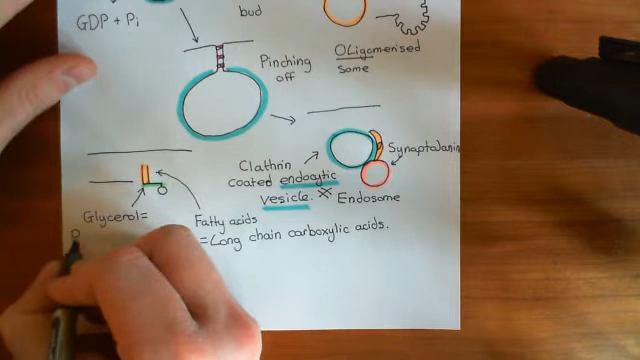 GDP + Pi
bud
OLigomerised
some
Pinching
off
Synaptojanin
Clathrin
coated endocytic
vesicle.
Endosome
Glycerol=
Fatty acids
=Long chain carboxylic acids.